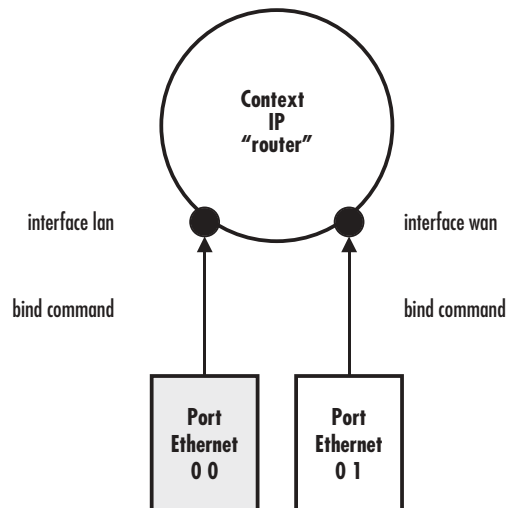 Context
IP
“router”
interface lan
interface wan
bind command
bind command
Port
Ethernet
0 0
Port
Ethernet
0 1